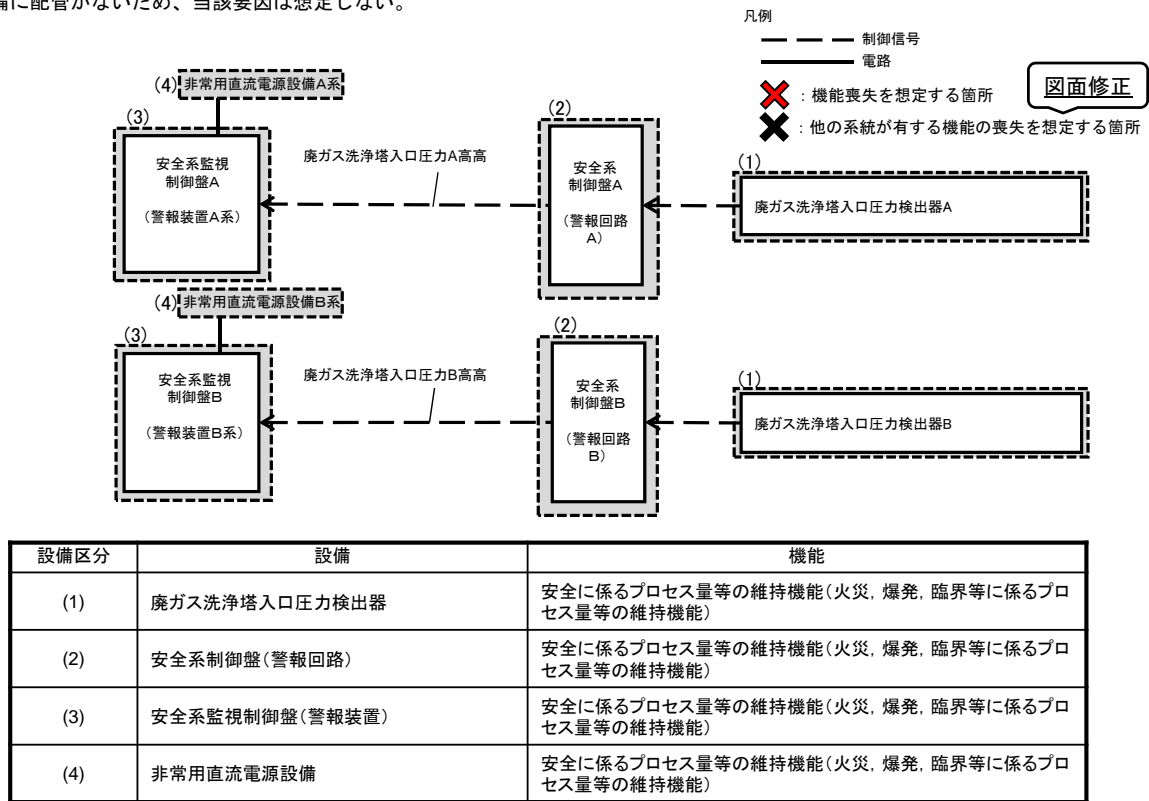 備に配管がないため、当該要因は想定しない。
凡例
制御信号
電路
：機能喪失を想定する箇所
：他の系統が有する機能の喪失を想定する箇所
図面修正
(4)
非常用直流電源設備A系
(3)
安全系監視
制御盤A
（警報装置A系）
廃ガス洗浄塔入口圧力A高高
(2)
安全系
制御盤A
（警報回路
A）
(1)
廃ガス洗浄塔入口圧力検出器A
(4)
非常用直流電源設備B系
(3)
安全系監視
制御盤B
（警報装置B系）
廃ガス洗浄塔入口圧力B高高
(2)
安全系
制御盤B
（警報回路
B）
(1)
廃ガス洗浄塔入口圧力検出器B
設備区分 設備 機能
(1) 廃ガス洗浄塔入口圧力検出器 安全に係るプロセス量等の維持機能（火災，爆発，臨界等に係るプロ
セス量等の維持機能）
(2) 安全系制御盤（警報回路） 安全に係るプロセス量等の維持機能（火災，爆発，臨界等に係るプロ
セス量等の維持機能）
(3) 安全系監視制御盤（警報装置） 安全に係るプロセス量等の維持機能（火災，爆発，臨界等に係るプロ
セス量等の維持機能）
(4) 非常用直流電源設備 安全に係るプロセス量等の維持機能（火災，爆発，臨界等に係るプロ
セス量等の維持機能）